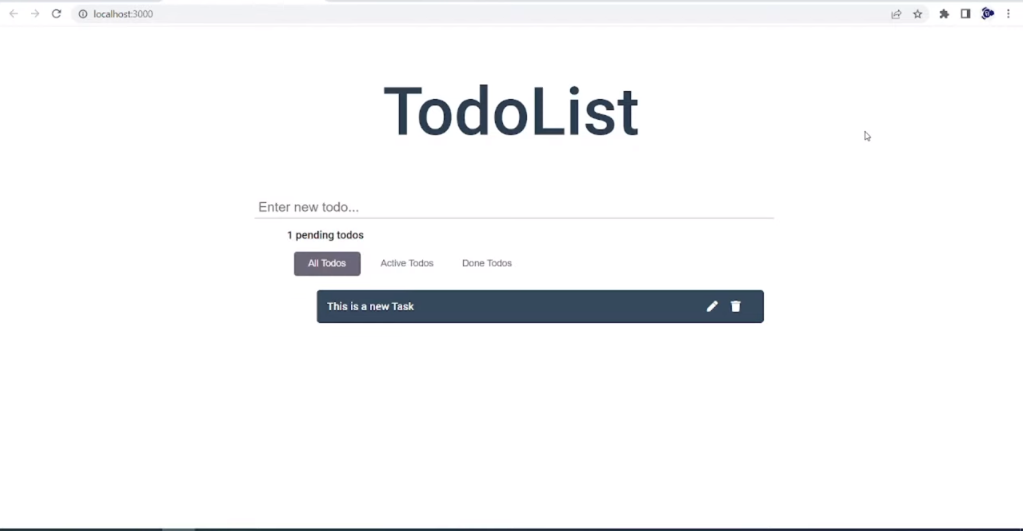 localhost:3000
TodoList
Enter new todo...
1 pending todos
All Todos Active Todos Done Todos
This is a new Task